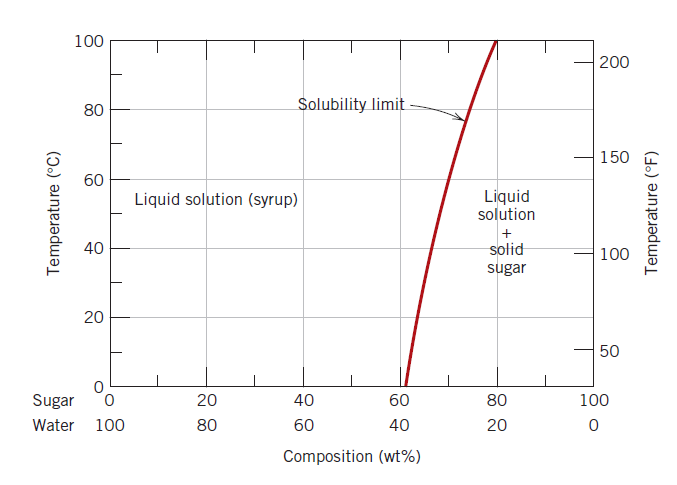 100
80
60
40
20
0
Temperature (°C)
Solubility limit
Liquid solution (syrup)
Liquid
solution
+
solid
sugar
200
150
100
50
Temperature (°F)
Sugar 0 20 40 60 80 100
Water 100 80 60 40 20 0
Composition (wt%)